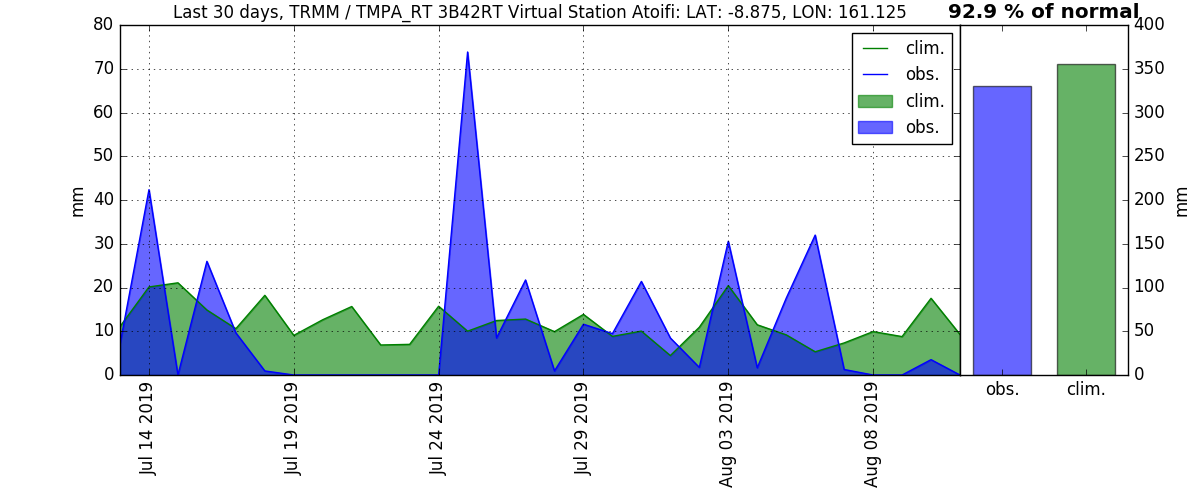 Last 30 days, TRMM / TMPA_RT 3B42RT Virtual Station Atoifi: LAT: -8.875, LON: 161.125
92.9 % of normal
80
70
60
50
40
30
20
10
0
mm
clim.
obs.
clim.
obs.
400
350
300
250
200
150
100
50
0
mm
Jul 14 2019
Jul 19 2019
Jul 24 2019
Jul 29 2019
Aug 03 2019
Aug 08 2019
obs.
clim.